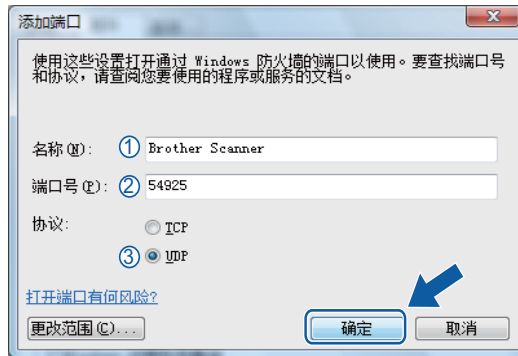 添加端口
使用这些设置打开通过 Windows 防火墙的端口以使用。要查找端口号
和协议，请查阅您要使用的程序或服务的文档。
名称(N): ① Brother Scanner
端口号(P): ② 54925
协议: TCP
③ UDP
打开端口有何风险?
更改范围(C)... 确定 取消